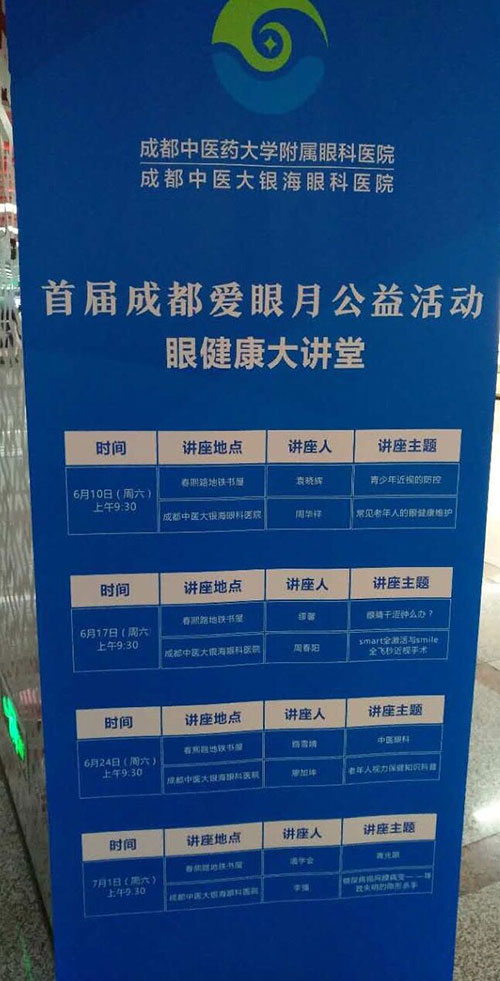 成都中医药大学附属眼科医院
成都中医大银海眼科医院
首届成都爱眼月公益活动
眼健康大讲堂
时间 讲座地点 讲座人 讲座主题
6月10日（周六）
上午9:30
春熙路地铁书屋 袁晓辉 青少年近视的防控
成都中医大银海眼科医院 周华祥 常见老年人的眼健康维护
时间 讲座地点 讲座人 讲座主题
6月17日（周六）
上午9:30
春熙路地铁书屋 缪馨 眼睛干涩肿么办？
成都中医大银海眼科医院 周春阳 smart全激活与smile
全飞秒近视手术
时间 讲座地点 讲座人 讲座主题
6月24日（周六）
上午9:30
春熙路地铁书屋 中医眼科
成都中医大银海眼科医院 廖加坤 老年人视力保健知识科普
时间 讲座地点 讲座人 讲座主题
7月1日（周六）
上午9:30
春熙路地铁书屋 潘学会 青光眼
成都中医大银海眼科医院 李强 糖尿病视网膜病变——导
致失明的隐形杀手